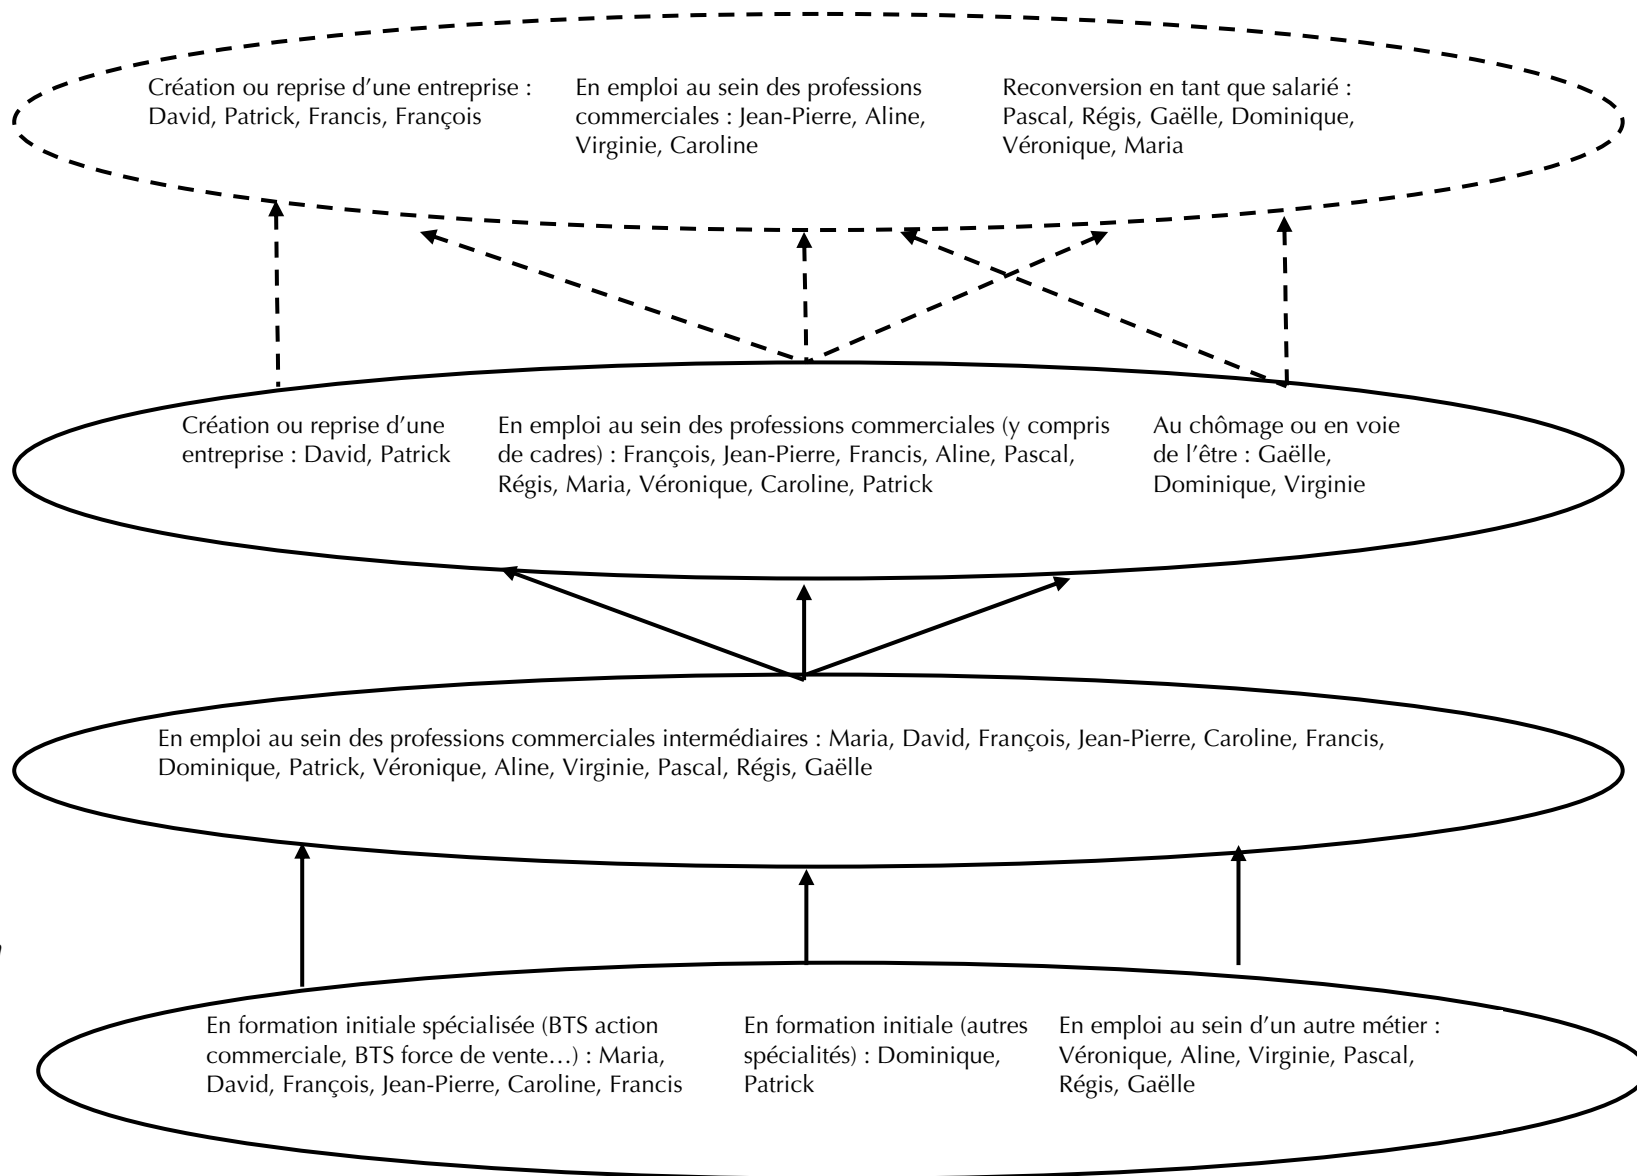 Création ou reprise d’une entreprise :
David, Patrick, Francis, François
En emploi au sein des professions
commerciales : Jean-Pierre, Aline,
Virginie, Caroline
Reconversion en tant que salarié :
Pascal, Régis, Gaëlle, Dominique,
Véronique, Maria
Création ou reprise d’une
entreprise : David, Patrick
En emploi au sein des professions commerciales (y compris
de cadres) : François, Jean-Pierre, Francis, Aline, Pascal,
Régis, Maria, Véronique, Caroline, Patrick
Au chômage ou en voie
de l’être : Gaëlle,
Dominique, Virginie
En emploi au sein des professions commerciales intermédiaires : Maria, David, François, Jean-Pierre, Caroline, Francis,
Dominique, Patrick, Véronique, Aline, Virginie, Pascal, Régis, Gaëlle
En formation initiale spécialisée (BTS action
commerciale, BTS force de vente…) : Maria,
David, François, Jean-Pierre, Caroline, Francis
En formation initiale (autres
spécialités) : Dominique,
Patrick
En emploi au sein d’un autre métier :
Véronique, Aline, Virginie, Pascal,
Régis, Gaëlle